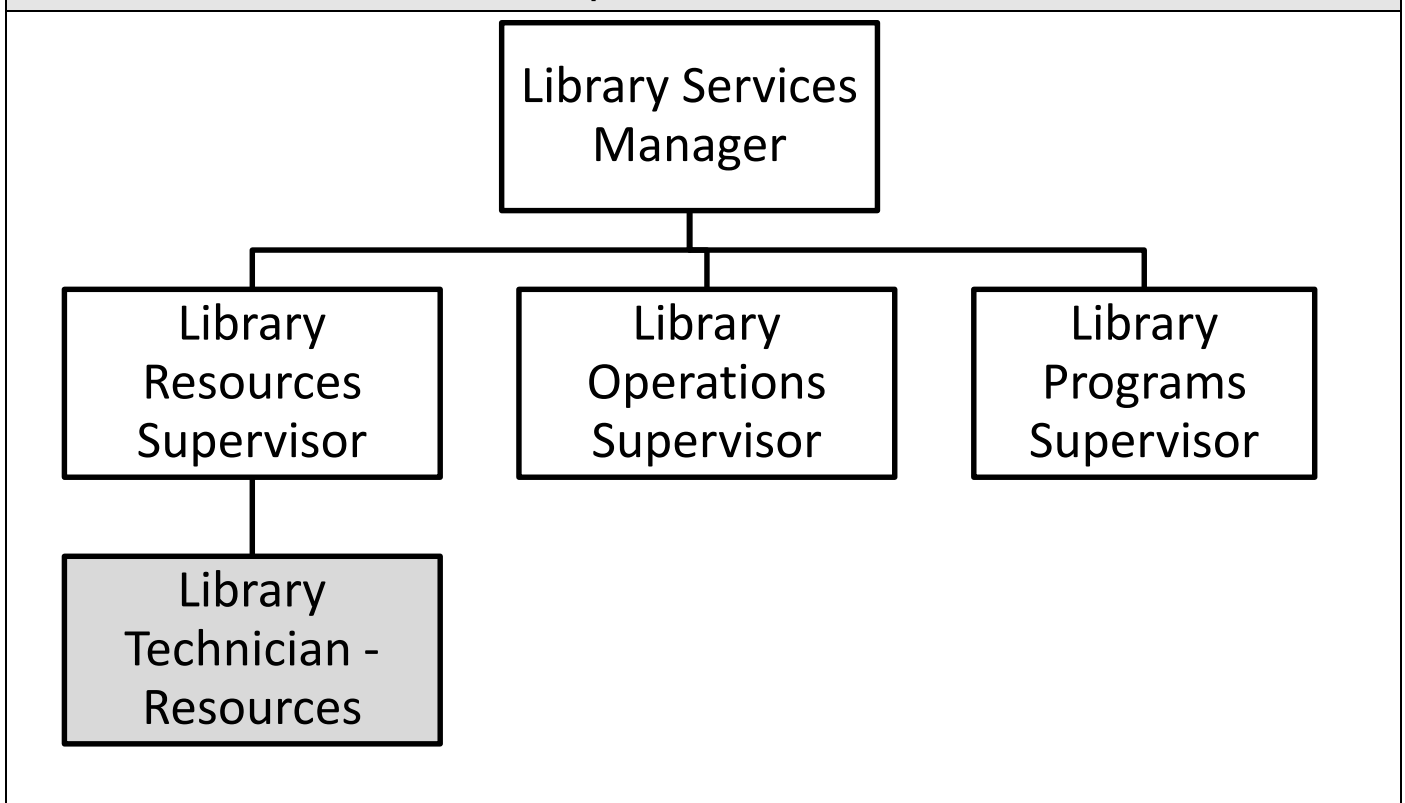 Library Services
Manager
Library
Resources
Supervisor
Library
Operations
Supervisor
Library
Programs
Supervisor
Library
Technician -
Resources